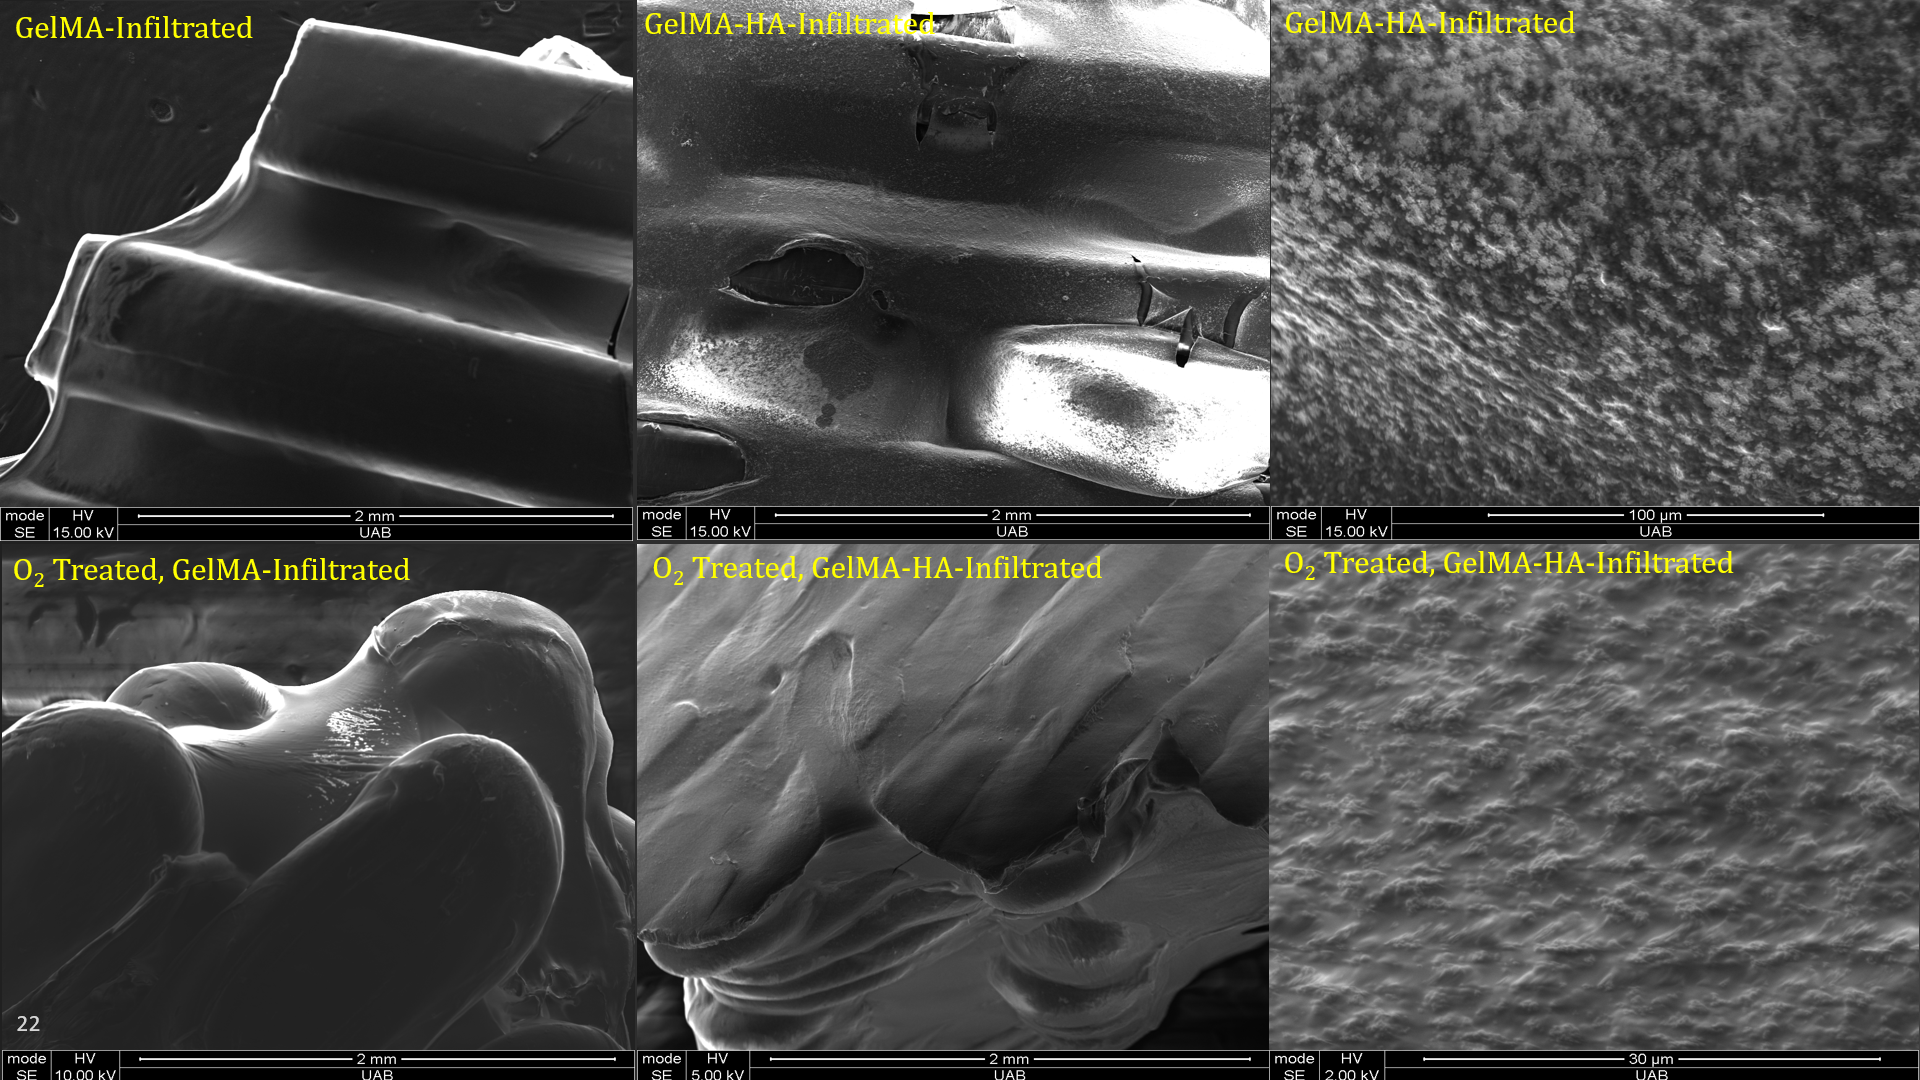 GelMA-Infiltrated
mode HV 2 mm
SE 15.00 kV UAB
GelMA-HA-Infiltrated
mode HV 2 mm
SE 15.00 kV UAB
GelMA-HA-Infiltrated
mode HV 100 µm
SE 15.00 kV UAB
O₂ Treated, GelMA-Infiltrated
22
mode HV 2 mm
SE 10.00 kV UAB
O₂ Treated, GelMA-HA-Infiltrated
mode HV 2 mm
SE 5.00 kV UAB
O₂ Treated, GelMA-HA-Infiltrated
mode HV 30 µm
SE 2.00 kV UAB